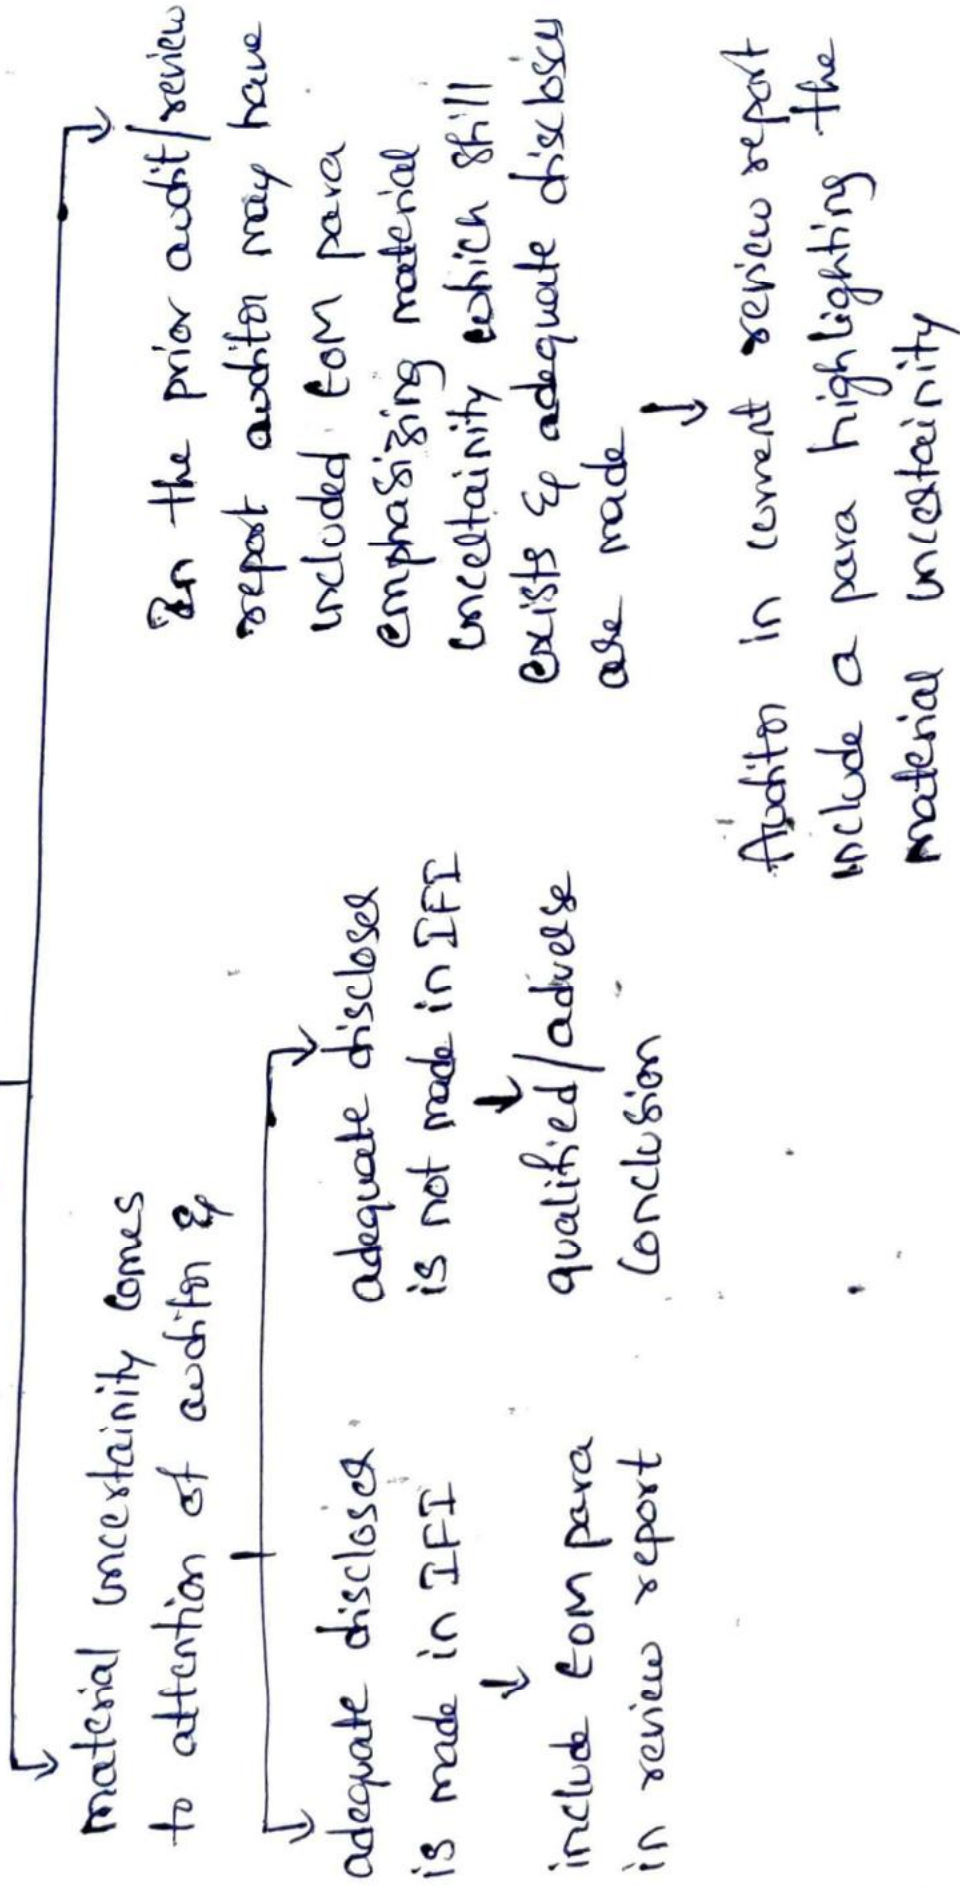 material uncertainity comes
to attention of auditor &
adequate discloser
is made in IFI
include EOM para
in review report
adequate discloser
is not made in IFI
qualified/adverse
Conclusion
In the prior audit/review
report auditor may have
included EOM para
emphasizing material
uncertainity which still
exists & adequate disclosu
are made
Auditor in current review report
include a para highlighting the
material uncertainity